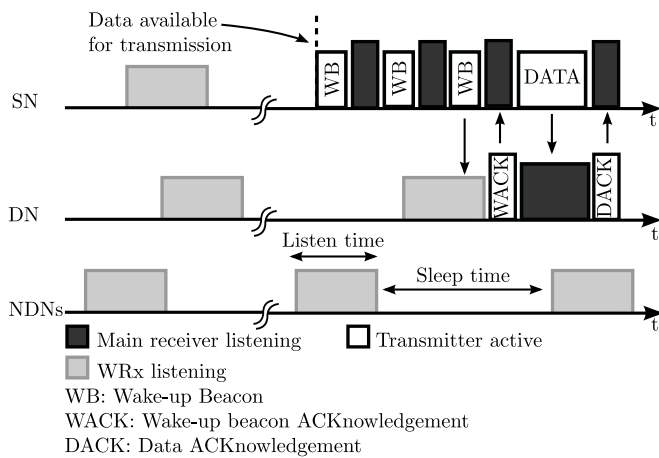 Data available
for transmission
WB WB WB DATA
SN
t
WACK DACK
DN
t
Listen time
Sleep time
NDNs
t
Main receiver listening Transmitter active
WRx listening
WB: Wake-up Beacon
WACK: Wake-up beacon ACKnowledgement
DACK: Data ACKnowledgement